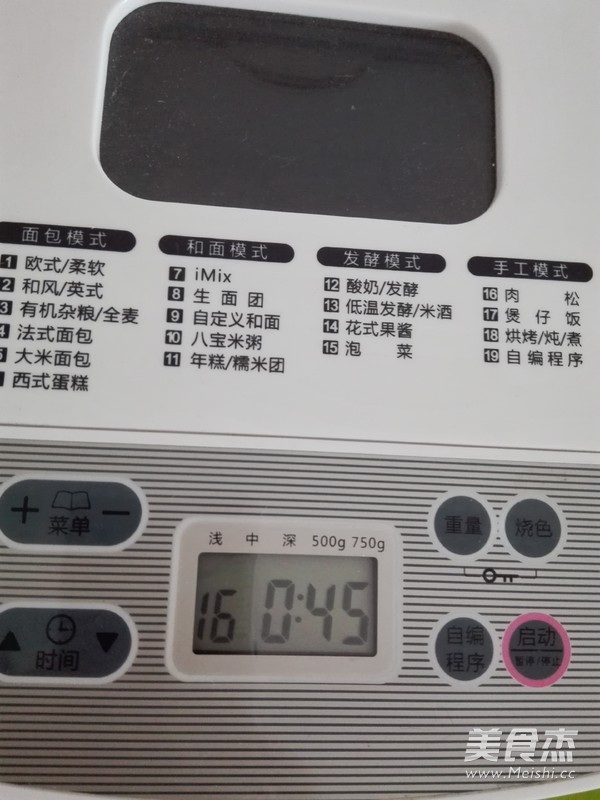 面包模式
1 欧式/柔软
2 和风/英式
3 有机杂粮/全麦
4 法式面包
5 大米面包
西式蛋糕
和面模式
7 iMix
8 生面团
9 自定义和面
10 八宝米粥
11 年糕/糯米团
发酵模式
12 酸奶/发酵
13 低温发酵/米酒
14 花式果酱
15 泡菜
手工模式
16 肉松
17 煲仔饭
18 烘烤/炖/煮
19 自编程序
+ 菜单 −
浅 中 深 500g 750g
16 0:45
重量
烧色
▲ 时间 ▼
自编
程序
启动
暂停/停止
美食杰
www.Meishi.cc